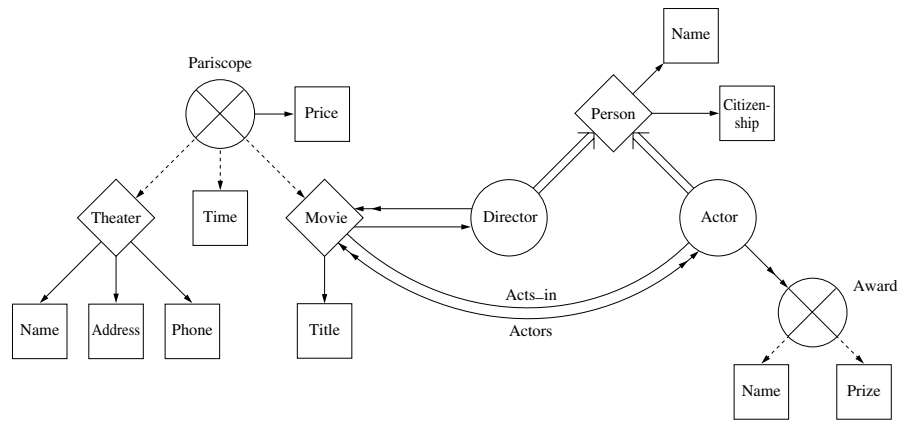 Name
Pariscope
Price
Person
Citizen-
ship
Theater
Time
Movie
Director
Actor
Award
Acts_in
Name
Address
Phone
Title
Actors
Name
Prize